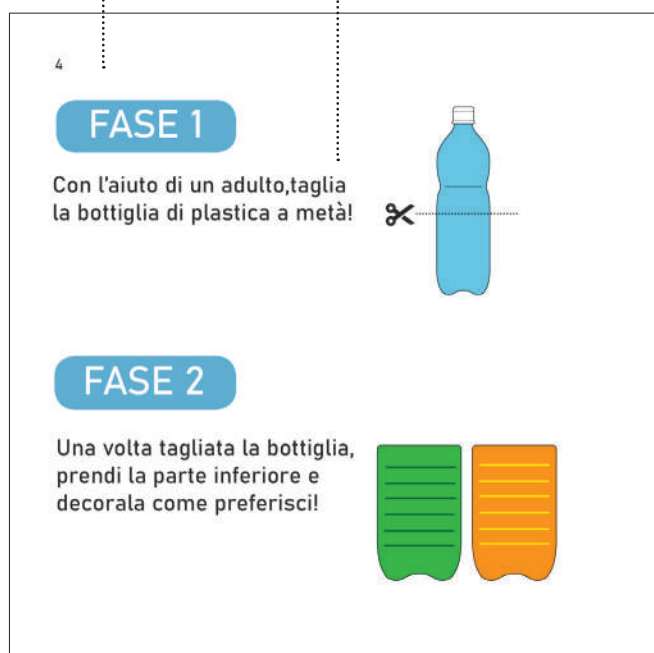 4
FASE 1
Con l'aiuto di un adulto,taglia
la bottiglia di plastica a metà!
FASE 2
Una volta tagliata la bottiglia,
prendi la parte inferiore e
decorala come preferisci!